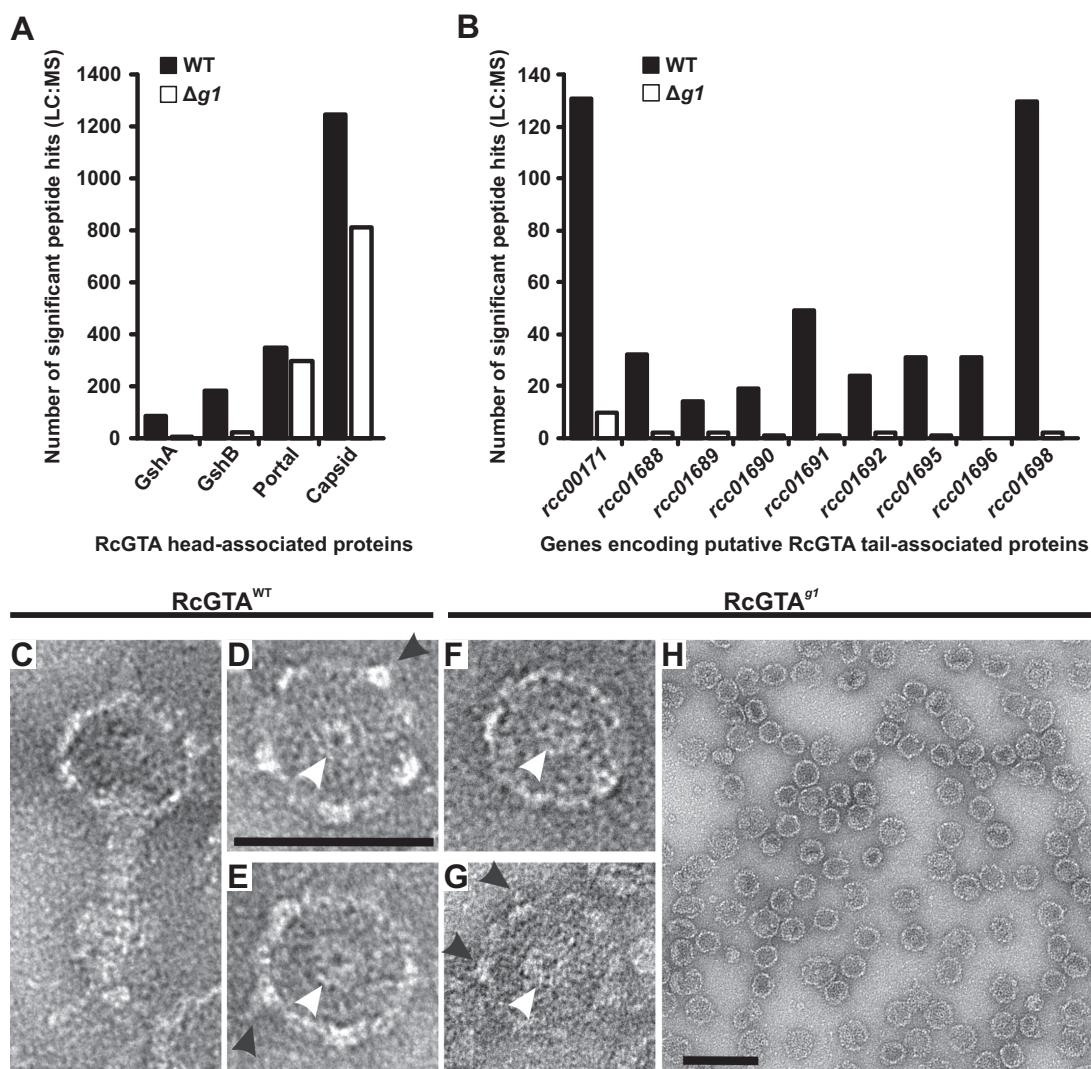 A
Number of significant peptide hits (LC:MS)
WT
Δg1
1400
1200
1000
800
600
400
200
0
GshA
GshB
Portal
Capsid
RcGTA head-associated proteins
B
Number of significant peptide hits (LC:MS)
WT
Δg1
140
120
100
80
60
40
20
0
rcc00171
rcc01688
rcc01689
rcc01690
rcc01691
rcc01692
rcc01695
rcc01696
rcc01698
Genes encoding putative RcGTA tail-associated proteins
RcGTA^WT
RcGTA^g1
C
D
E
F
G
H